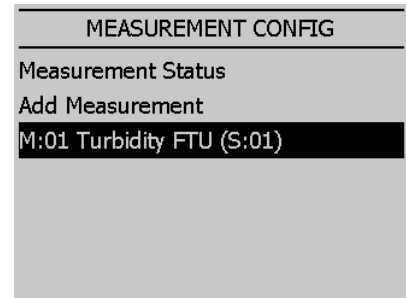 MEASUREMENT CONFIG
Measurement Status
Add Measurement
M:01 Turbidity FTU (S:01)